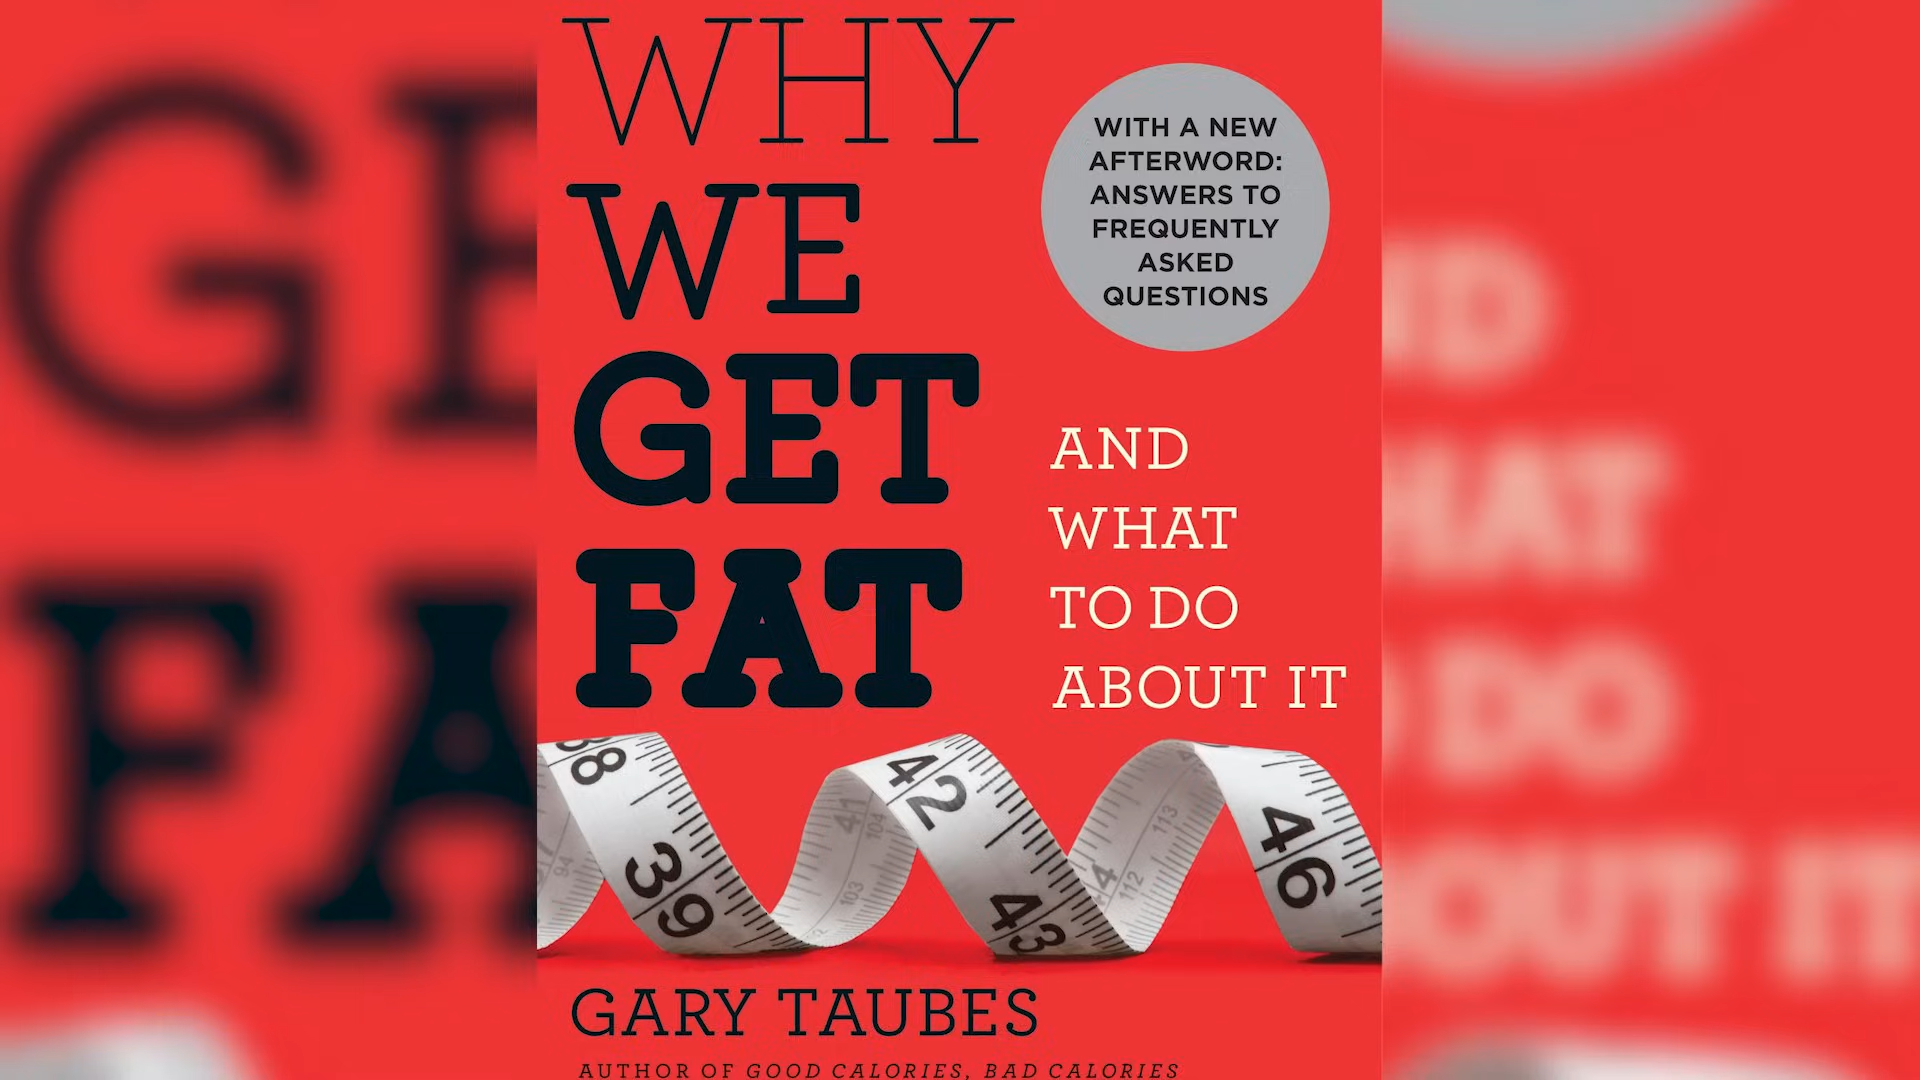 WHY
WE
GET
FAT
WITH A NEW
AFTERWORD:
ANSWERS TO
FREQUENTLY
ASKED
QUESTIONS
AND
WHAT
TO DO
ABOUT IT
38
39
41
42
43
46
94
103
104
112
113
GARY TAUBES
AUTHOR OF GOOD CALORIES, BAD CALORIES